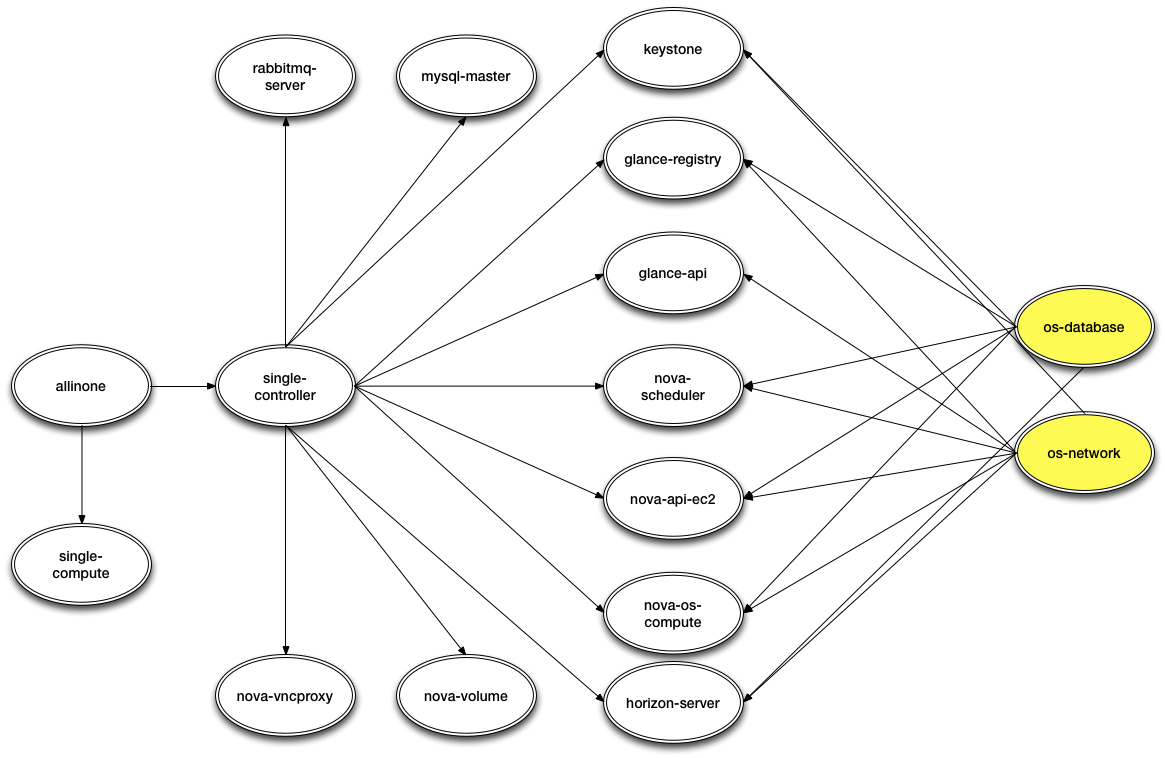 keystone
rabbitmq-
server
mysql-master
glance-registry
glance-api
os-database
allinone
single-
controller
nova-
scheduler
os-network
nova-api-ec2
single-
compute
nova-os-
compute
nova-vncproxy
nova-volume
horizon-server